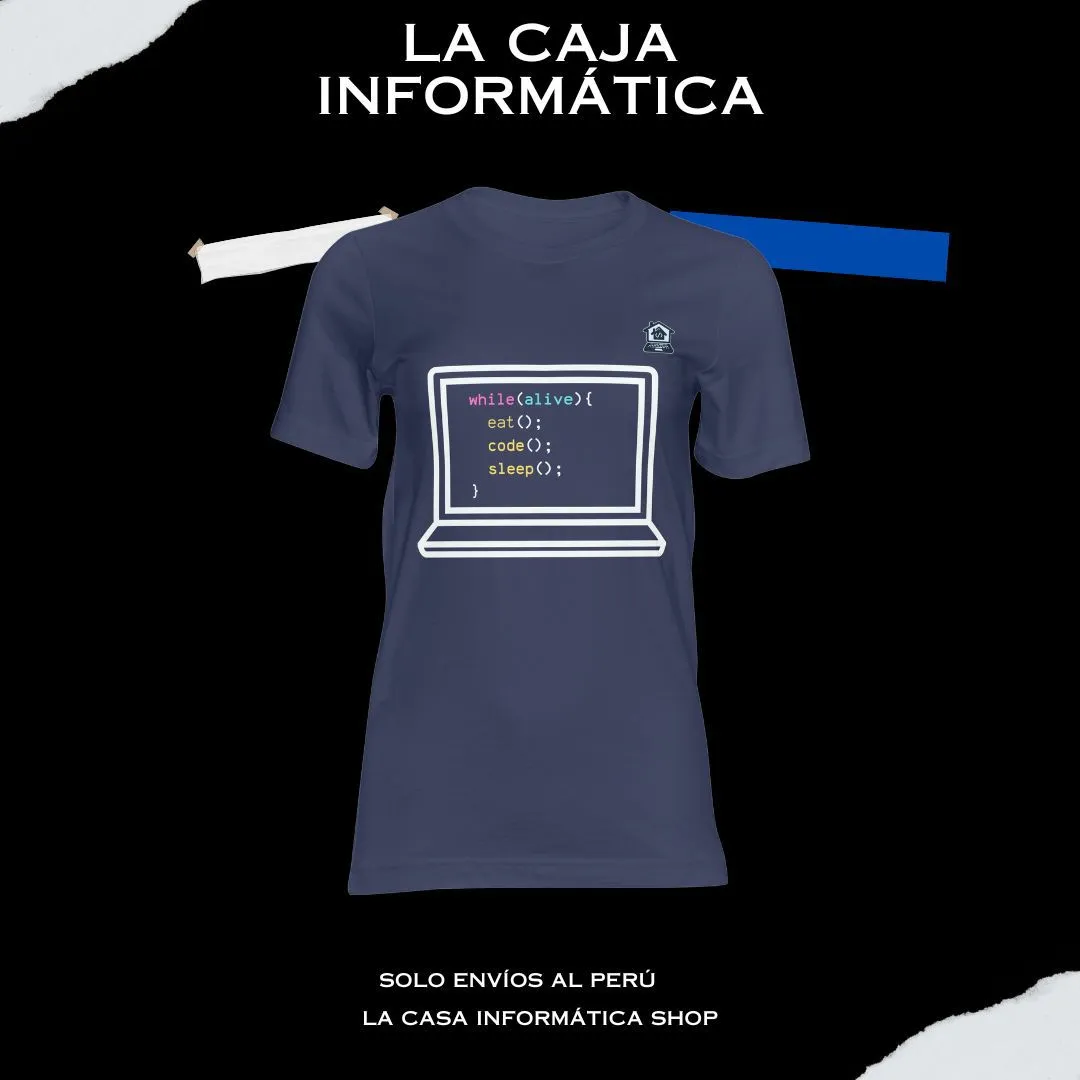 LA CAJA
INFORMÁTICA
while(alive){
eat();
code();
sleep();
}
SOLO ENVÍOS AL PERÚ
LA CASA INFORMÁTICA SHOP